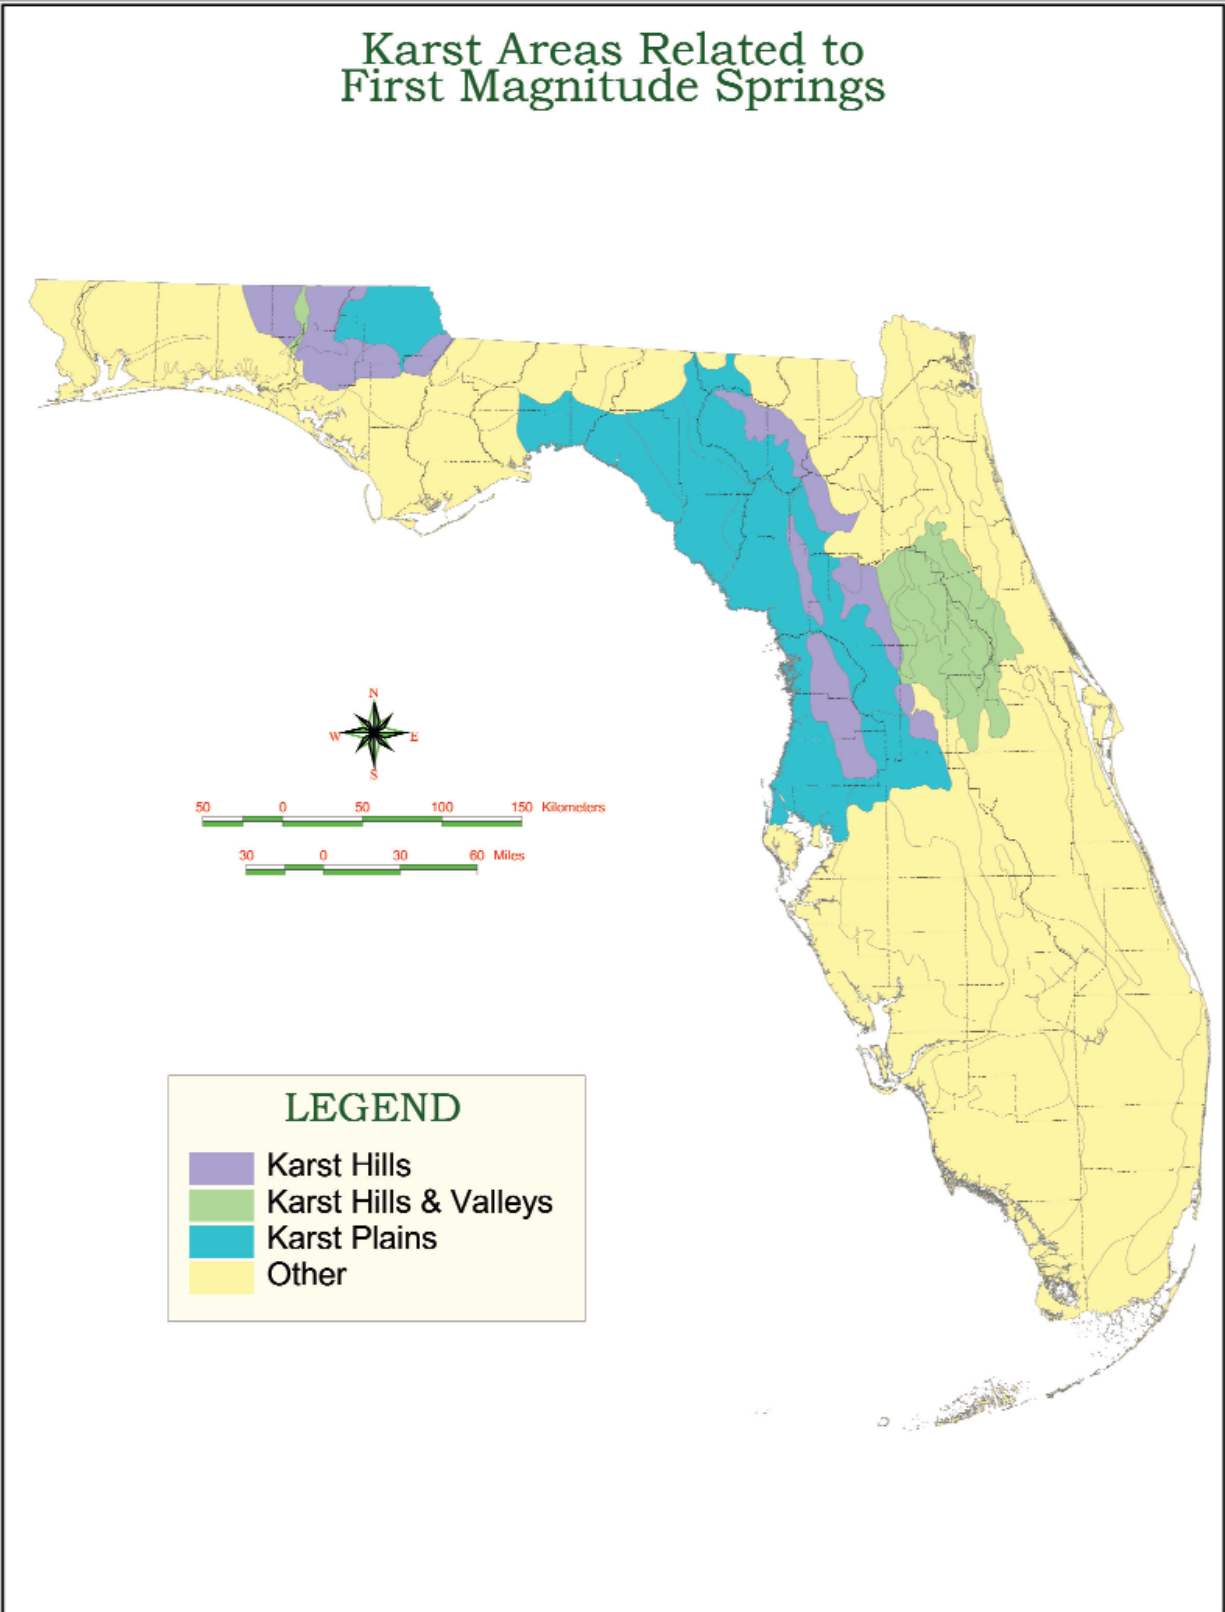 Karst Areas Related to
First Magnitude Springs
N
W E
S
50 0 50 100 150 Kilometers
30 0 30 60 Miles
LEGEND
Karst Hills
Karst Hills & Valleys
Karst Plains
Other